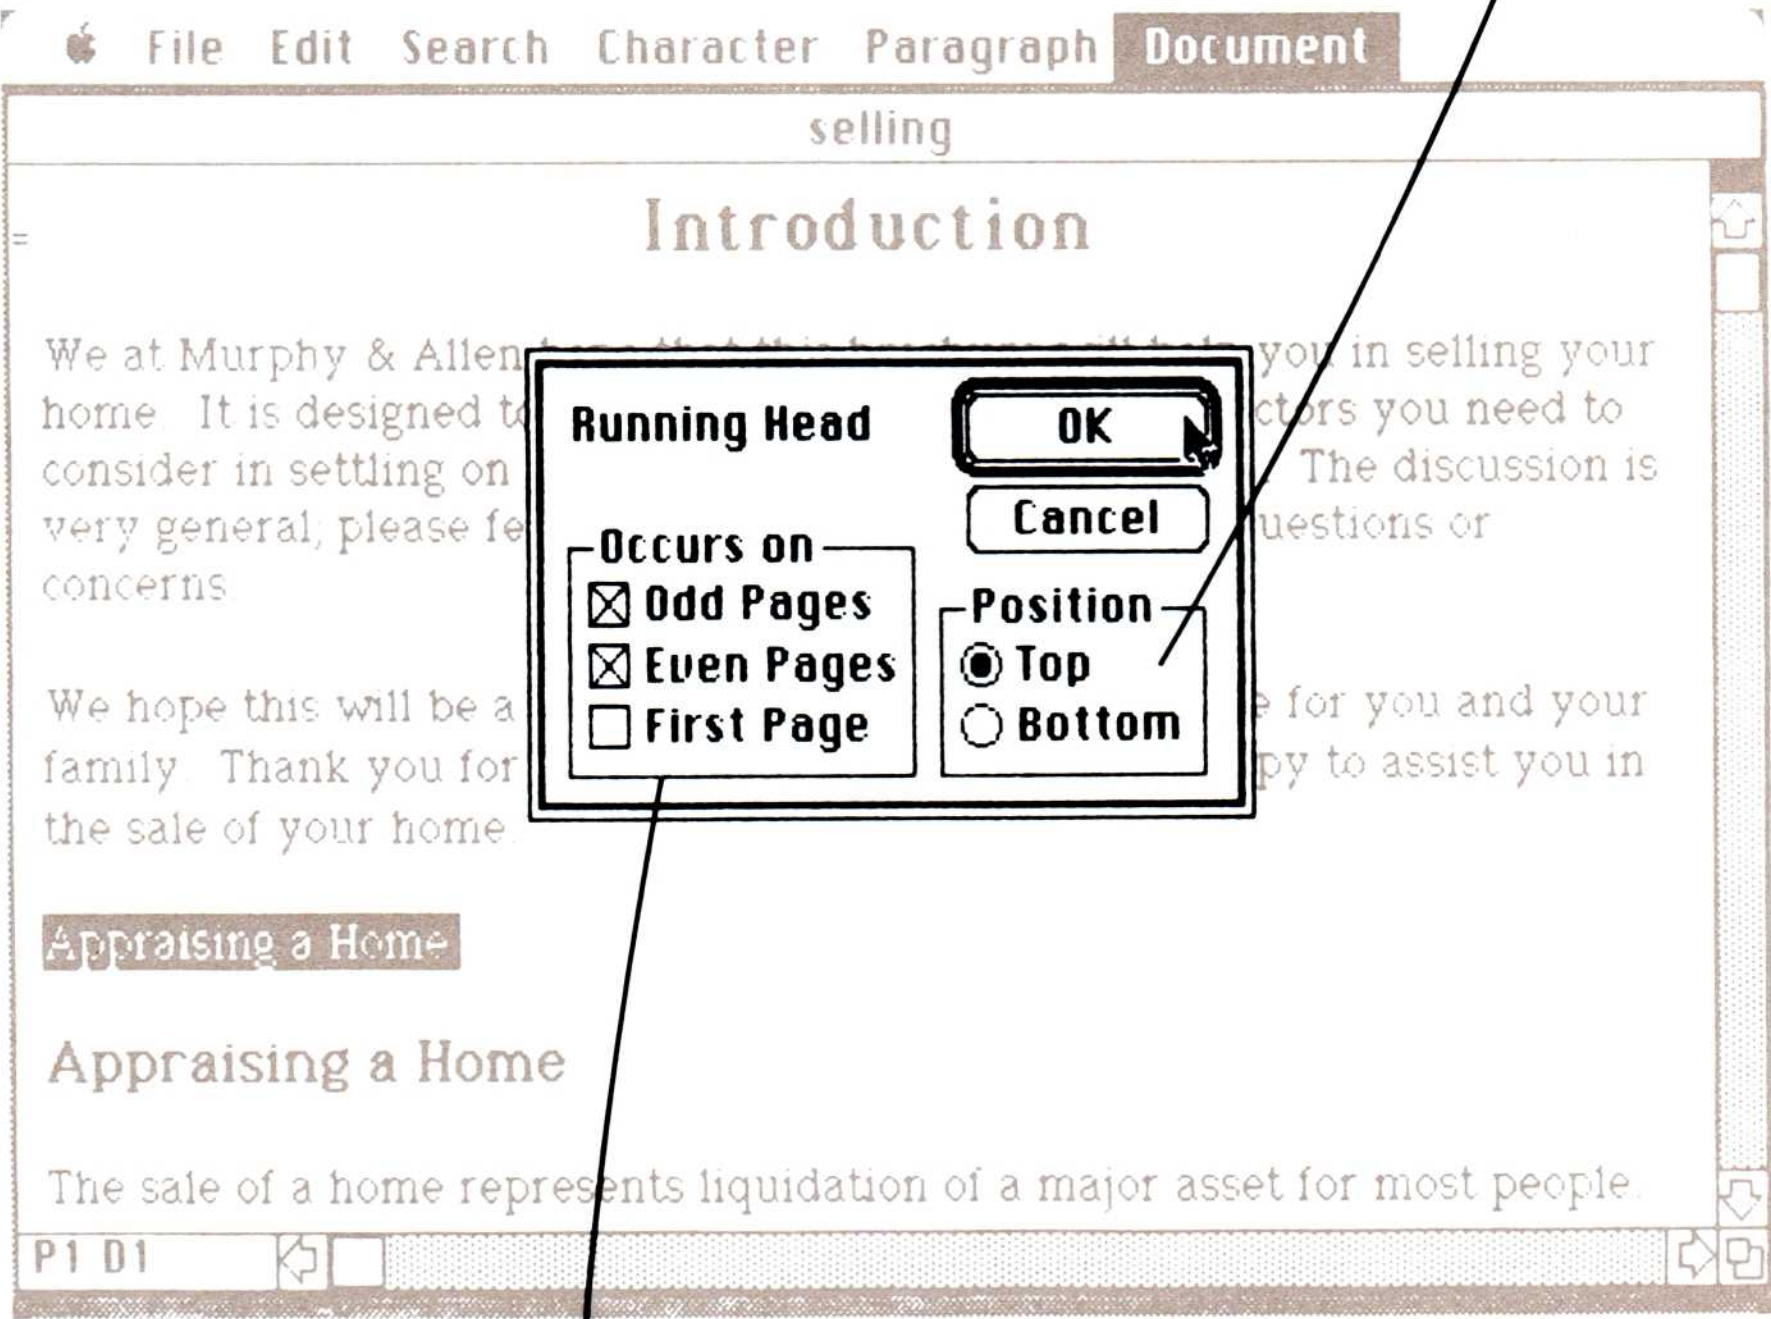 File Edit Search Character Paragraph Document
selling
Introduction
We at Murphy & Allen you in selling your
home. It is designed to ctors you need to
consider in settling on . The discussion is
very general; please fe uestions or
concerns.
Running Head
OK
Cancel
Occurs on
Odd Pages
Even Pages
First Page
Position
Top
Bottom
We hope this will be a e for you and your
family. Thank you for py to assist you in
the sale of your home.
Appraising a Home
Appraising a Home
The sale of a home represents liquidation of a major asset for most people.
P1 D1